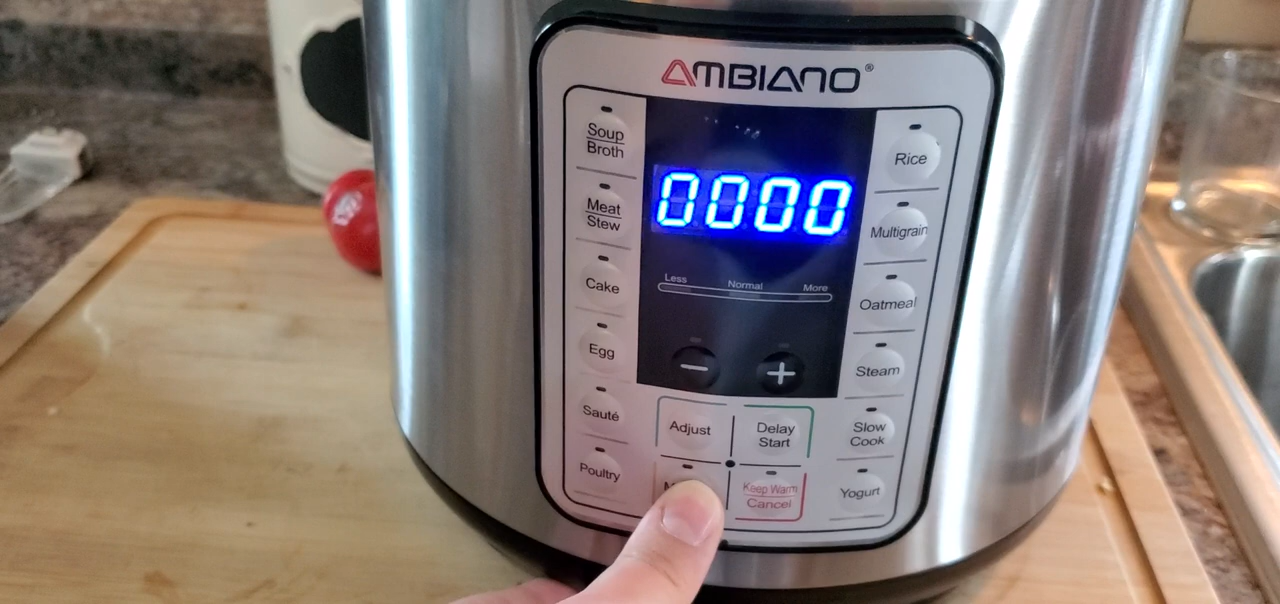 AMBIANO®
Soup
Broth
Meat
Stew
Cake
Egg
Sauté
Poultry
0000
Less Normal More
− +
Adjust
Delay
Start
Keep Warm
Cancel
Rice
Multigrain
Oatmeal
Steam
Slow
Cook
Yogurt